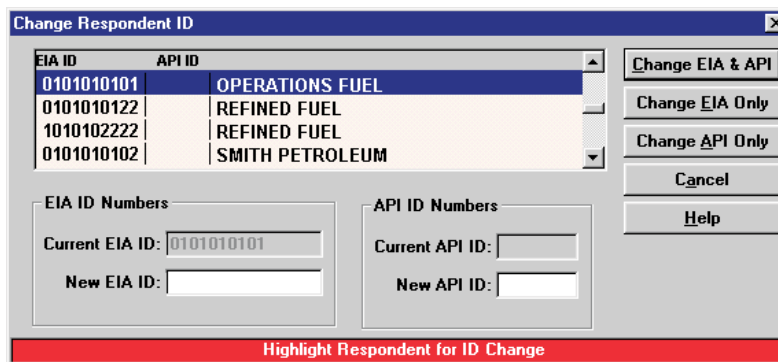 Change Respondent ID
EIA ID API ID
0101010101 OPERATIONS FUEL
0101010122 REFINED FUEL
1010102222 REFINED FUEL
0101010102 SMITH PETROLEUM
Change EIA & API
Change EIA Only
Change API Only
Cancel
Help
EIA ID Numbers
Current EIA ID: 0101010101
New EIA ID:
API ID Numbers
Current API ID:
New API ID:
Highlight Respondent for ID Change